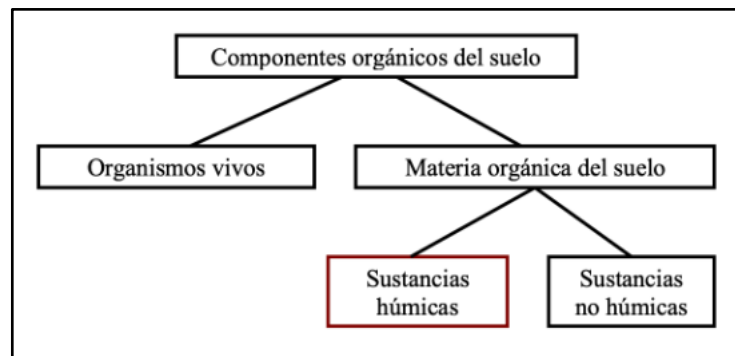 Componentes orgánicos del suelo
Organismos vivos
Materia orgánica del suelo
Sustancias
húmicas
Sustancias
no húmicas